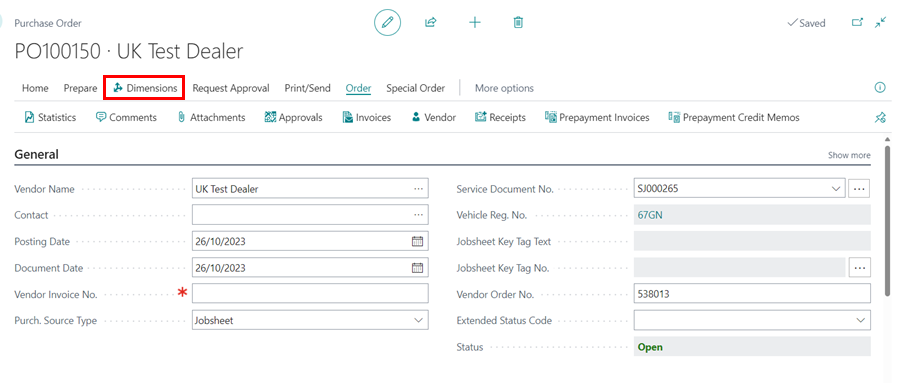 Purchase Order
Saved
PO100150 · UK Test Dealer
Home Prepare Dimensions Request Approval Print/Send Order Special Order More options
Statistics Comments Attachments Approvals Invoices Vendor Receipts Prepayment Invoices Prepayment Credit Memos
General Show more
Vendor Name UK Test Dealer
Service Document No. SJ000265
Contact
Vehicle Reg. No. 67GN
Posting Date 26/10/2023
Jobsheet Key Tag Text
Document Date 26/10/2023
Jobsheet Key Tag No.
Vendor Invoice No. *
Vendor Order No. 538013
Purch. Source Type Jobsheet
Extended Status Code
Status Open